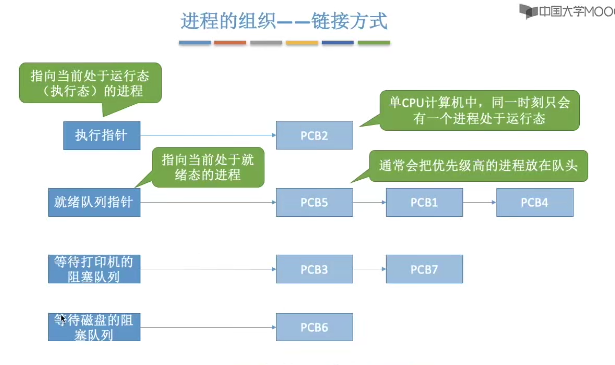 进程的组织——链接方式
中国大学MOO
指向当前处于运行态
（执行态）的进程
单CPU计算机中，同一时刻只会
有一个进程处于运行态
执行指针
PCB2
指向当前处于就
绪态的进程
通常会把优先级高的进程放在队头
就绪队列指针
PCB5
PCB1
PCB4
等待打印机的
阻塞队列
PCB3
PCB7
等待磁盘的阻
塞队列
PCB6